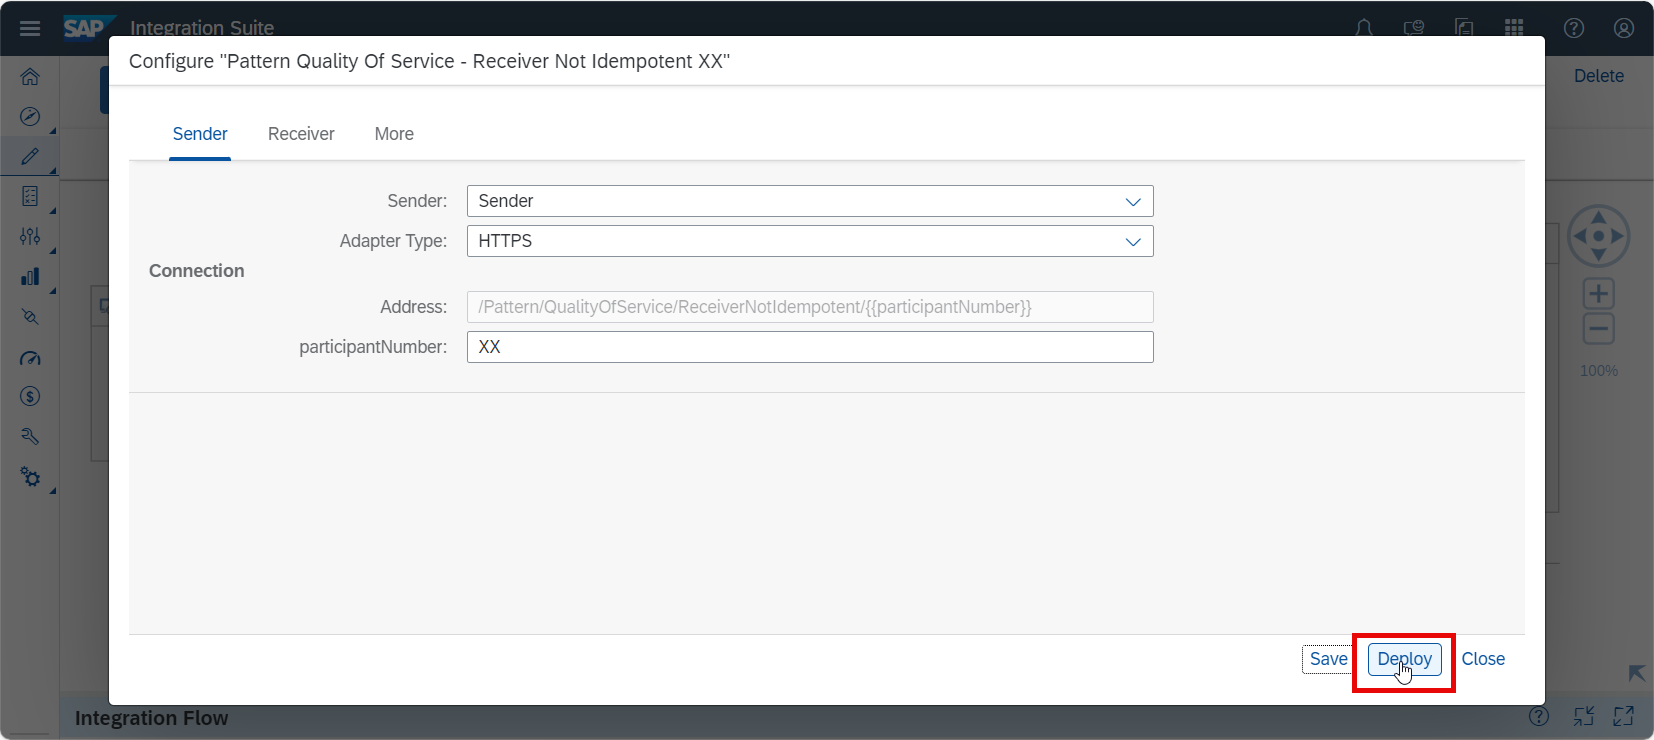 SAP Integration Suite
Delete
Configure "Pattern Quality Of Service - Receiver Not Idempotent XX"
Sender Receiver More
Sender: Sender
Adapter Type: HTTPS
Connection
Address: /Pattern/QualityOfService/ReceiverNotIdempotent/{{participantNumber}}
participantNumber: XX
100%
Save Deploy Close
Integration Flow